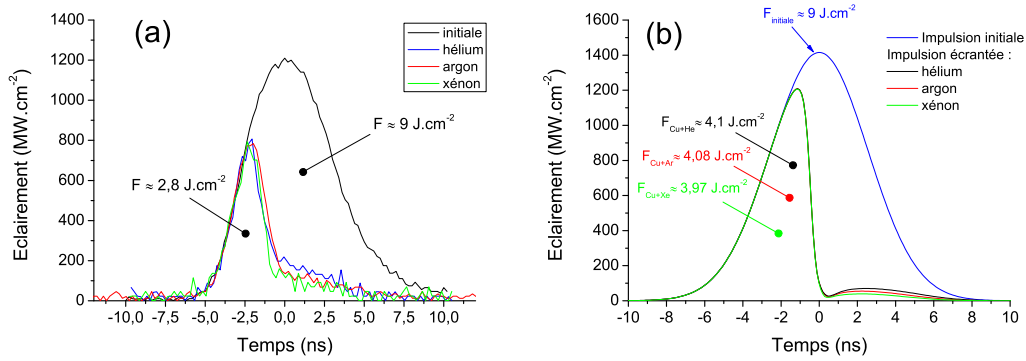 (a)
initiale
hélium
argon
xénon
F ≈ 9 J.cm-2
F ≈ 2,8 J.cm-2
Eclairement (MW.cm-2)
1400
1200
1000
800
600
400
200
0
-10,0 -7,5 -5,0 -2,5 0,0 2,5 5,0 7,5 10,0
Temps (ns)
(b)
Finitiale ≈ 9 J.cm-2
Impulsion initiale
Impulsion écrantée :
hélium
argon
xénon
FCu+He ≈ 4,1 J.cm-2
FCu+Ar ≈ 4,08 J.cm-2
FCu+Xe ≈ 3,97 J.cm-2
Eclairement (MW.cm-2)
1600
1400
1200
1000
800
600
400
200
0
-10 -8 -6 -4 -2 0 2 4 6 8 10
Temps (ns)